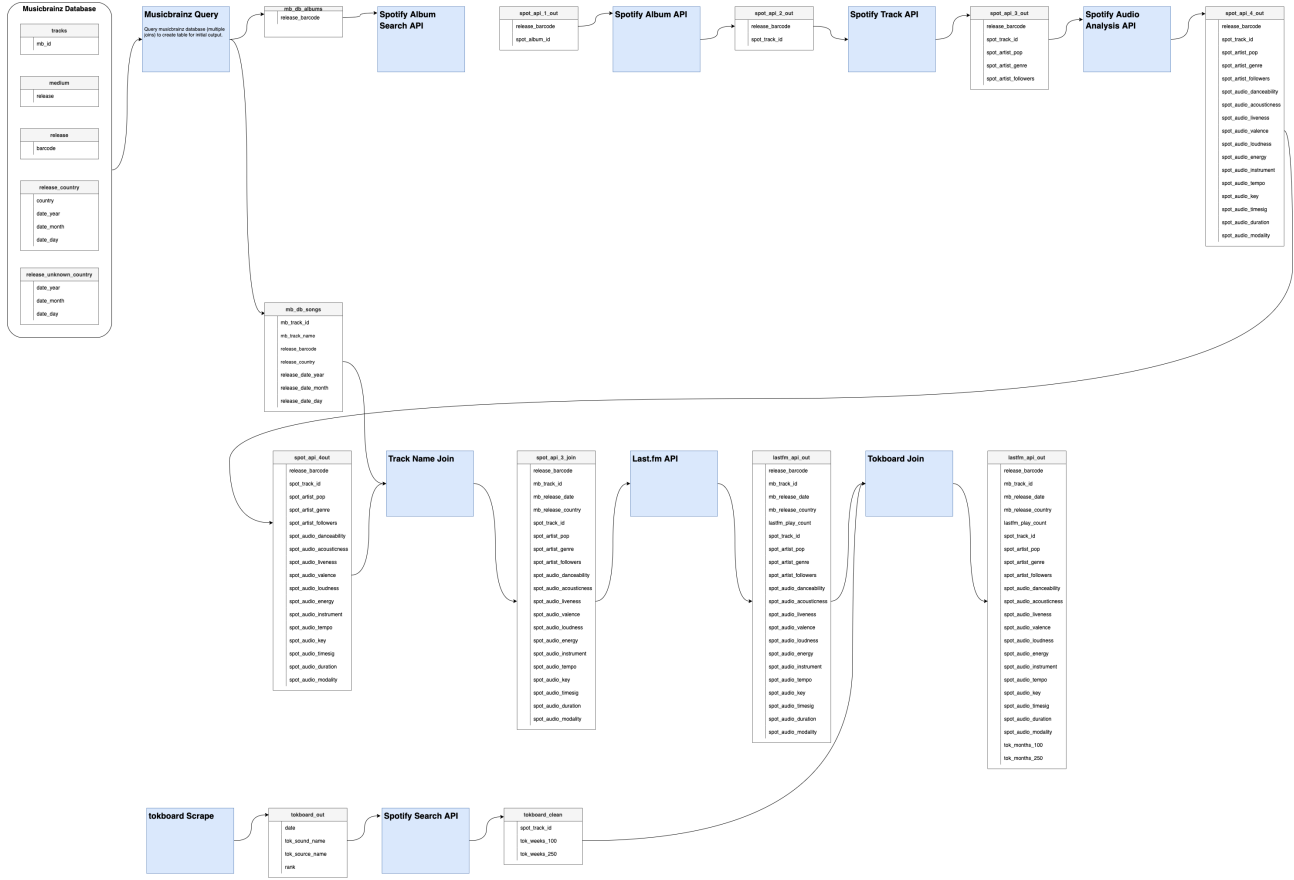 Musicbrainz Database
tracks
mb_id
medium
release
release
barcode
release_country
country
date_year
date_month
date_day
release_unknown_country
date_year
date_month
date_day
Musicbrainz Query
Query musicbrainz database (multiple
joins) to create table for initial output.
mb_db_albums
release_barcode
Spotify Album
Search API
spot_api_1_out
release_barcode
spot_album_id
Spotify Album API
spot_api_2_out
release_barcode
spot_track_id
Spotify Track API
spot_api_3_out
release_barcode
spot_track_id
spot_artist_pop
spot_artist_genre
spot_artist_followers
Spotify Audio
Analysis API
spot_api_4_out
release_barcode
spot_track_id
spot_artist_pop
spot_artist_genre
spot_artist_followers
spot_audio_danceability
spot_audio_acousticness
spot_audio_liveness
spot_audio_valence
spot_audio_loudness
spot_audio_energy
spot_audio_instrument
spot_audio_tempo
spot_audio_key
spot_audio_timesig
spot_audio_duration
spot_audio_modality
mb_db_songs
mb_track_id
mb_track_name
release_barcode
release_country
release_date_year
release_date_month
release_date_day
spot_api_4out
release_barcode
spot_track_id
spot_artist_pop
spot_artist_genre
spot_artist_followers
spot_audio_danceability
spot_audio_acousticness
spot_audio_liveness
spot_audio_valence
spot_audio_loudness
spot_audio_energy
spot_audio_instrument
spot_audio_tempo
spot_audio_key
spot_audio_timesig
spot_audio_duration
spot_audio_modality
Track Name Join
spot_api_3_join
release_barcode
mb_track_id
mb_release_date
mb_release_country
spot_track_id
spot_artist_pop
spot_artist_genre
spot_artist_followers
spot_audio_danceability
spot_audio_acousticness
spot_audio_liveness
spot_audio_valence
spot_audio_loudness
spot_audio_energy
spot_audio_instrument
spot_audio_tempo
spot_audio_key
spot_audio_timesig
spot_audio_duration
spot_audio_modality
Last.fm API
lastfm_api_out
release_barcode
mb_track_id
mb_release_date
mb_release_country
lastfm_play_count
spot_track_id
spot_artist_pop
spot_artist_genre
spot_artist_followers
spot_audio_danceability
spot_audio_acousticness
spot_audio_liveness
spot_audio_valence
spot_audio_loudness
spot_audio_energy
spot_audio_instrument
spot_audio_tempo
spot_audio_key
spot_audio_timesig
spot_audio_duration
spot_audio_modality
Tokboard Join
lastfm_api_out
release_barcode
mb_track_id
mb_release_date
mb_release_country
lastfm_play_count
spot_track_id
spot_artist_pop
spot_artist_genre
spot_artist_followers
spot_audio_danceability
spot_audio_acousticness
spot_audio_liveness
spot_audio_valence
spot_audio_loudness
spot_audio_energy
spot_audio_instrument
spot_audio_tempo
spot_audio_key
spot_audio_timesig
spot_audio_duration
spot_audio_modality
tok_months_100
tok_months_250
tokboard Scrape
tokboard_out
date
tok_sound_name
tok_source_name
rank
Spotify Search API
tokboard_clean
spot_track_id
tok_weeks_100
tok_weeks_250